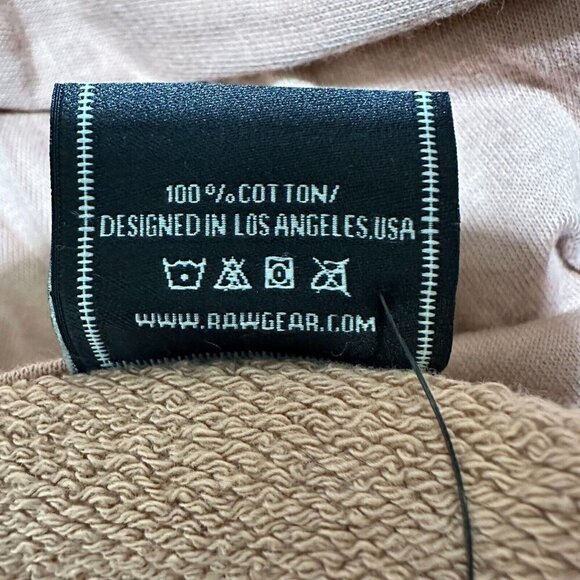 100%COTTON/
DESIGNED IN LOS ANGELES,USA
WWW.RAWGEAR.COM